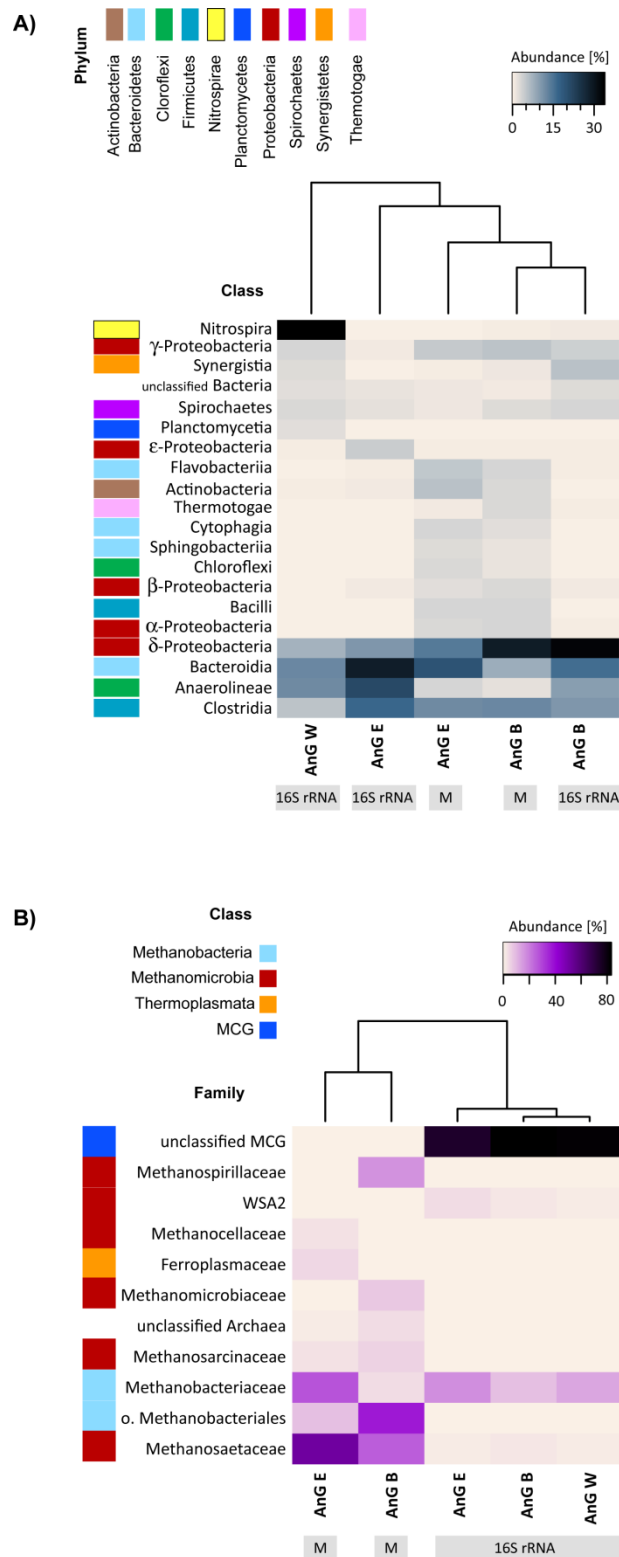 A)
Phylum
Actinobacteria
Bacteroidetes
Cloroflexi
Firmicutes
Nitrospirae
Planctomycetes
Proteobacteria
Spirochaetes
Synergistetes
Themotogae
Abundance [%]
0 15 30
Class
Nitrospira
γ-Proteobacteria
Synergistia
unclassified Bacteria
Spirochaetes
Planctomycetia
ε-Proteobacteria
Flavobacteriia
Actinobacteria
Thermotogae
Cytophagia
Sphingobacteriia
Chloroflexi
β-Proteobacteria
Bacilli
α-Proteobacteria
δ-Proteobacteria
Bacteroidia
Anaerolineae
Clostridia
AnG W AnG E AnG E AnG B AnG B
16S rRNA 16S rRNA M M 16S rRNA
B)
Class
Methanobacteria
Methanomicrobia
Thermoplasmata
MCG
Abundance [%]
0 40 80
Family
unclassified MCG
Methanospirillaceae
WSA2
Methanocellaceae
Ferroplasmaceae
Methanomicrobiaceae
unclassified Archaea
Methanosarcinaceae
Methanobacteriaceae
o. Methanobacteriales
Methanosaetaceae
AnG E AnG B AnG E AnG B AnG W
M M 16S rRNA